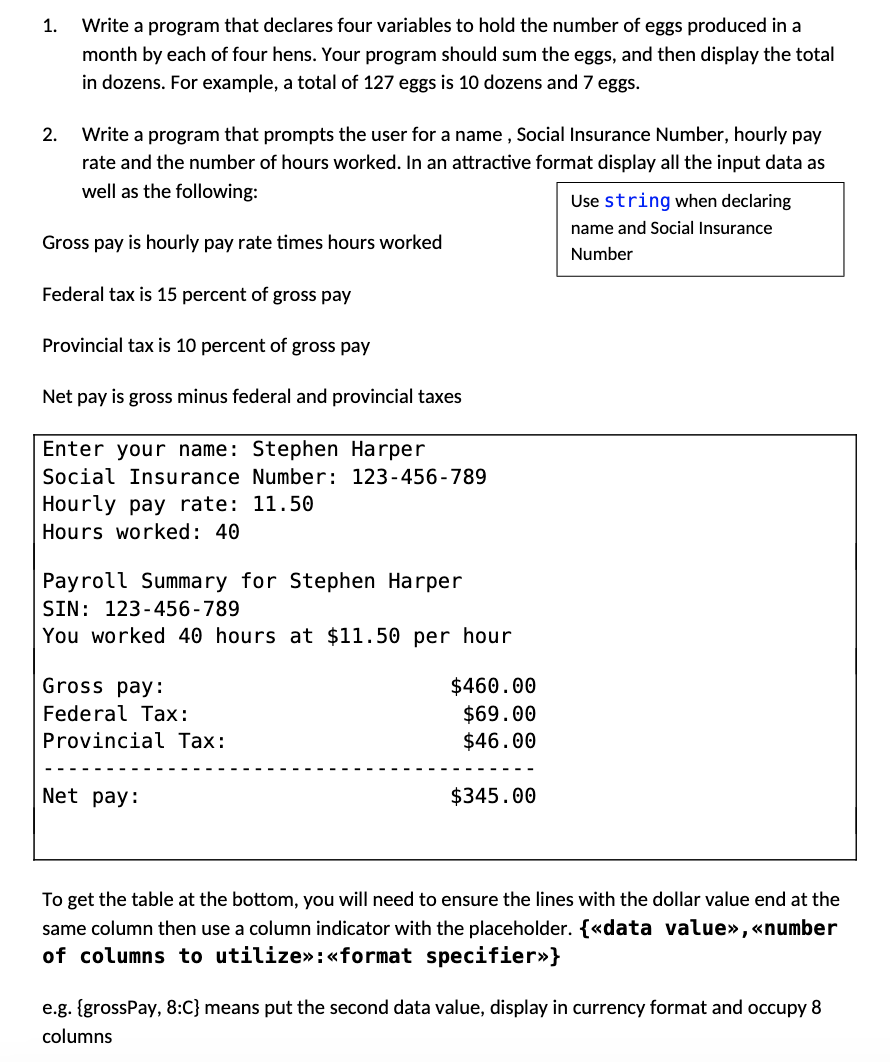 1. Write a program that declares four variables to hold the number of eggs produced in a
month by each of four hens. Your program should sum the eggs, and then display the total
in dozens. For example, a total of 127 eggs is 10 dozens and 7 eggs.
2. Write a program that prompts the user for a name , Social Insurance Number, hourly pay
rate and the number of hours worked. In an attractive format display all the input data as
well as the following:
Use string when declaring
name and Social Insurance
Number
Gross pay is hourly pay rate times hours worked
Federal tax is 15 percent of gross pay
Provincial tax is 10 percent of gross pay
Net pay is gross minus federal and provincial taxes
Enter your name: Stephen Harper
Social Insurance Number: 123-456-789
Hourly pay rate: 11.50
Hours worked: 40
Payroll Summary for Stephen Harper
SIN: 123-456-789
You worked 40 hours at $11.50 per hour
Gross pay: $460.00
Federal Tax: $69.00
Provincial Tax: $46.00
----------------------------------------
Net pay: $345.00
To get the table at the bottom, you will need to ensure the lines with the dollar value end at the
same column then use a column indicator with the placeholder. {«data value»,«number
of columns to utilize»:«format specifier»}
e.g. {grossPay, 8:C} means put the second data value, display in currency format and occupy 8
columns